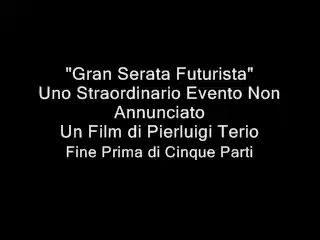 "Gran Serata Futurista"
Uno Straordinario Evento Non
Annunciato
Un Film di Pierluigi Terio
Fine Prima di Cinque Parti